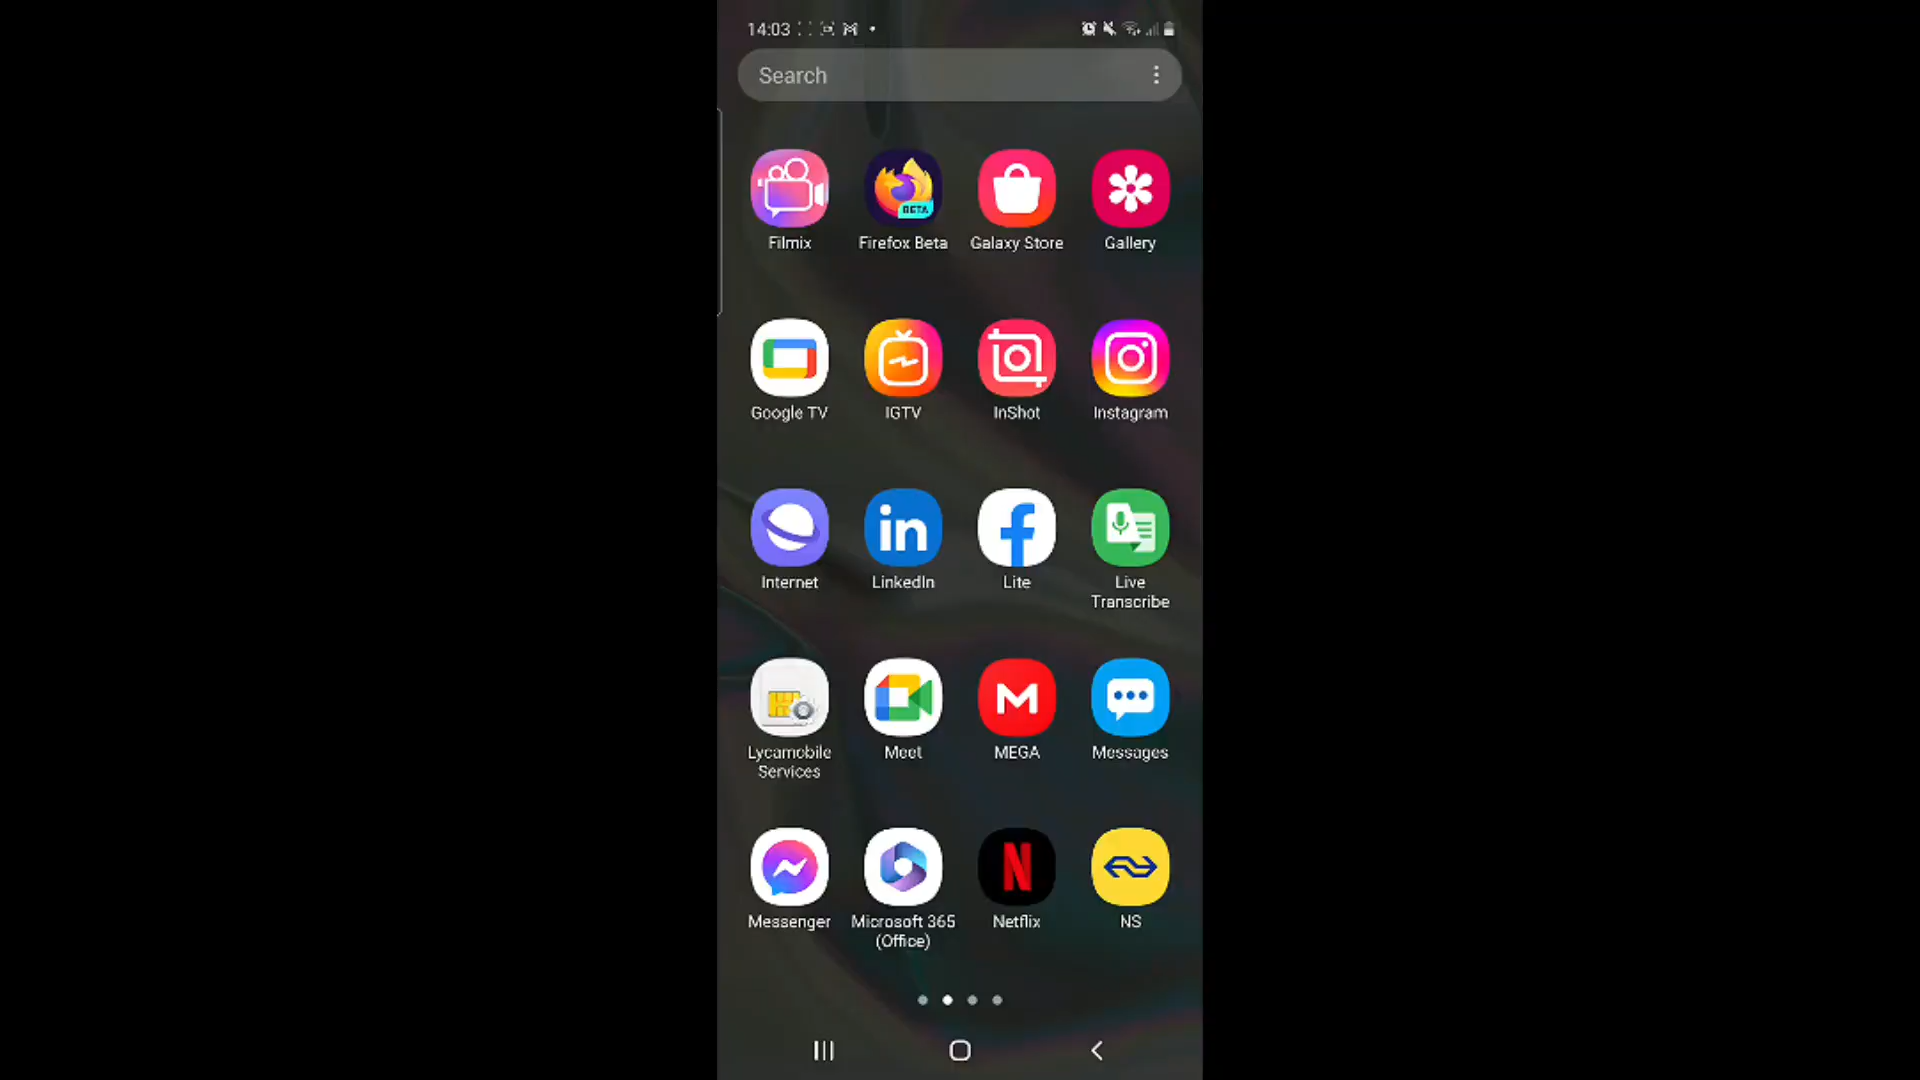 14:03
Search
BETA
Filmix
Firefox Beta
Galaxy Store
Gallery
Google TV
IGTV
InShot
Instagram
in
Internet
LinkedIn
Lite
Live
Transcribe
M
Lycamobile
Services
Meet
MEGA
Messages
N
Messenger
Microsoft 365
(Office)
Netflix
NS